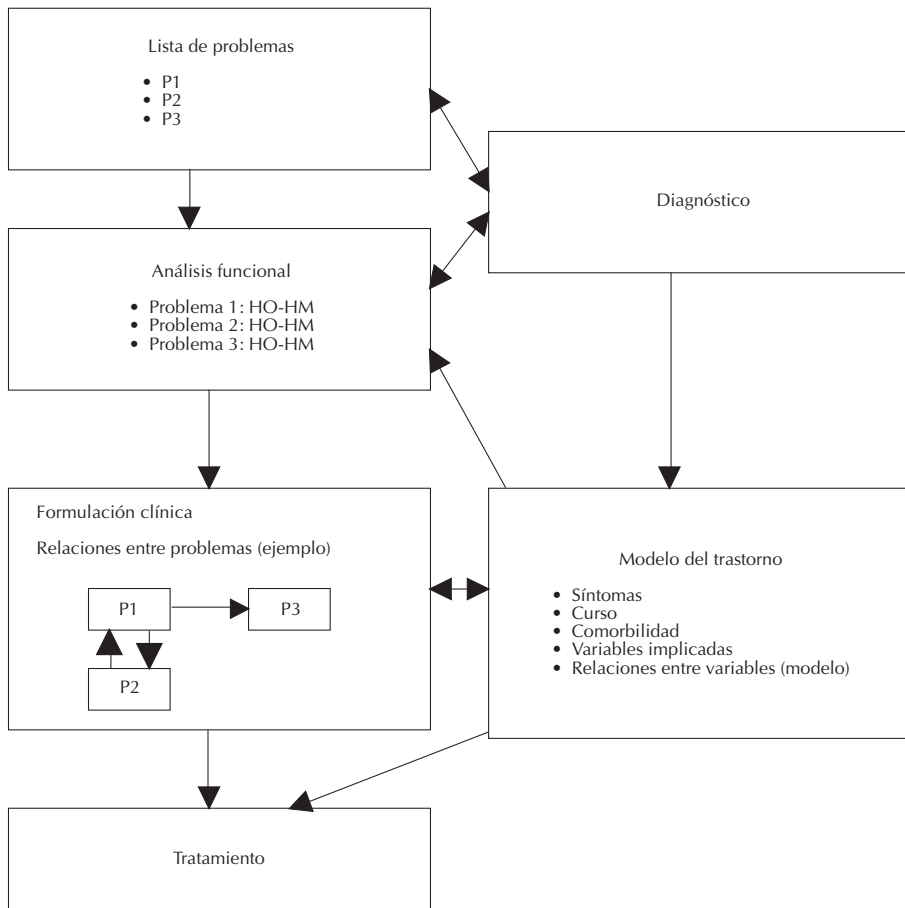 Lista de problemas
• P1
• P2
• P3
Diagnóstico
Análisis funcional
• Problema 1: HO-HM
• Problema 2: HO-HM
• Problema 3: HO-HM
Formulación clínica
Relaciones entre problemas (ejemplo)
P1
P3
P2
Modelo del trastorno
• Síntomas
• Curso
• Comorbilidad
• Variables implicadas
• Relaciones entre variables (modelo)
Tratamiento